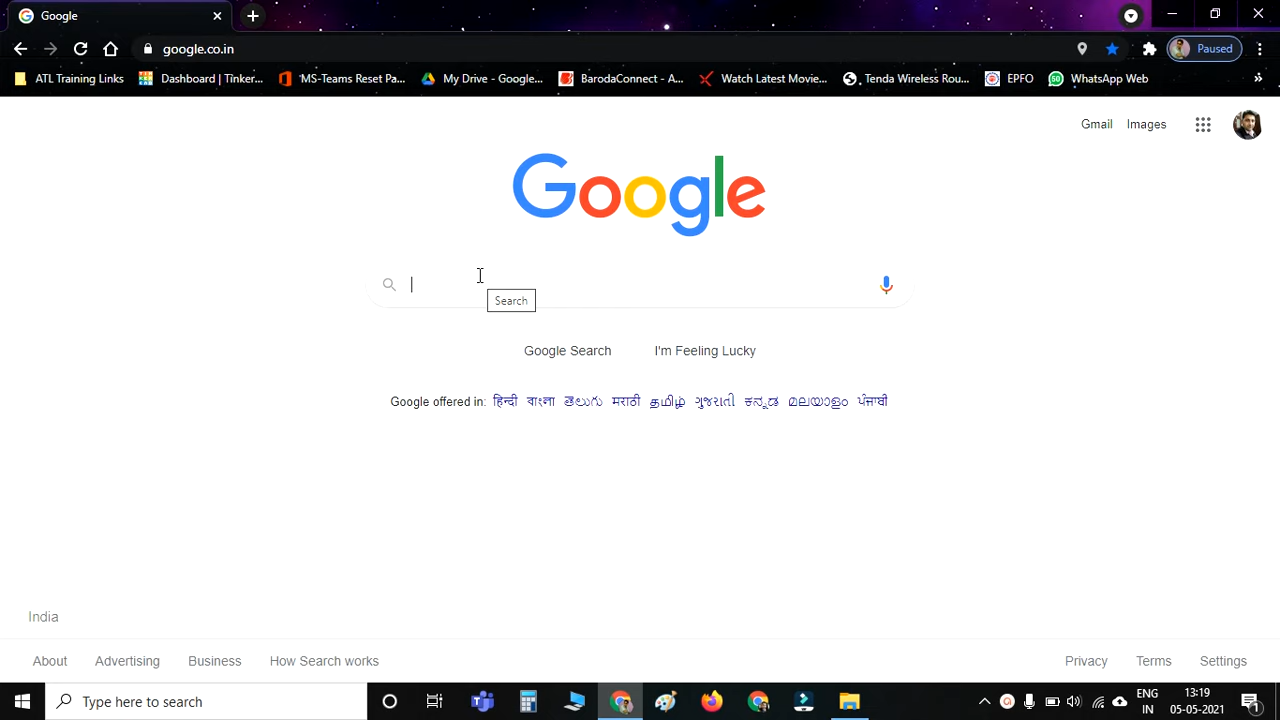 Google
google.co.in
Paused
ATL Training Links
Dashboard | Tinker...
'MS-Teams Reset Pa...
My Drive - Google...
BarodaConnect - A...
Watch Latest Movie...
Tenda Wireless Rou...
EPFO
50
WhatsApp Web
Gmail
Images
Google
Search
Google Search
I'm Feeling Lucky
Google offered in: हिन्दी বাংলা తెలుగు मराठी தமிழ் ગુજરાતી ಕನ್ನಡ മലയാളം ਪੰਜਾਬੀ
India
About
Advertising
Business
How Search works
Privacy
Terms
Settings
Type here to search
ENG
IN
13:19
05-05-2021
1